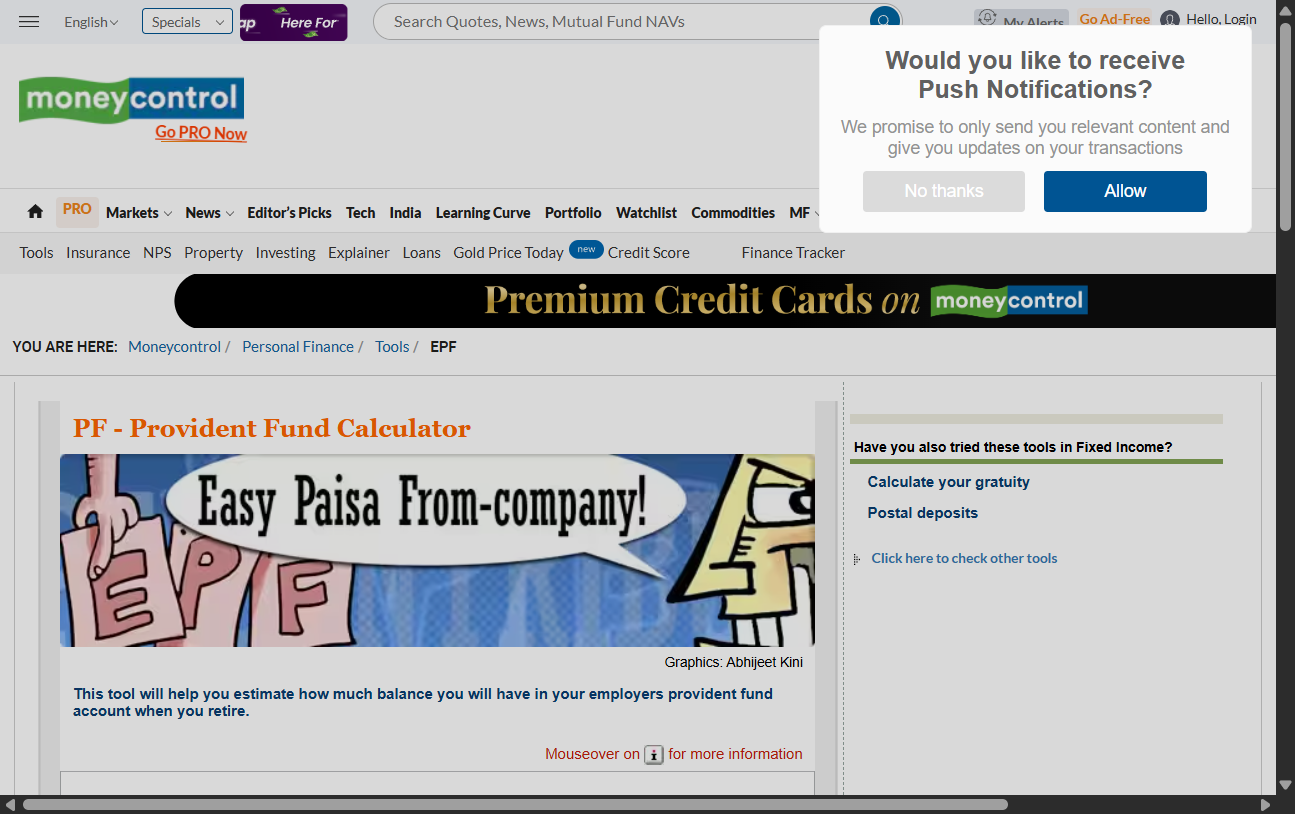 English
Specials
ap Here For
Search Quotes, News, Mutual Fund NAVs
My Alerts
Go Ad-Free
Hello, Login
Would you like to receive
Push Notifications?
We promise to only send you relevant content and
give you updates on your transactions
No thanks
Allow
moneycontrol
Go PRO Now
PRO Markets News Editor's Picks Tech India Learning Curve Portfolio Watchlist Commodities MF
Tools Insurance NPS Property Investing Explainer Loans Gold Price Today new Credit Score Finance Tracker
Premium Credit Cards on moneycontrol
YOU ARE HERE: Moneycontrol / Personal Finance / Tools / EPF
PF - Provident Fund Calculator
Easy Paisa From-company!
EPF
Graphics: Abhijeet Kini
This tool will help you estimate how much balance you will have in your employers provident fund
account when you retire.
Mouseover on i for more information
Have you also tried these tools in Fixed Income?
Calculate your gratuity
Postal deposits
Click here to check other tools